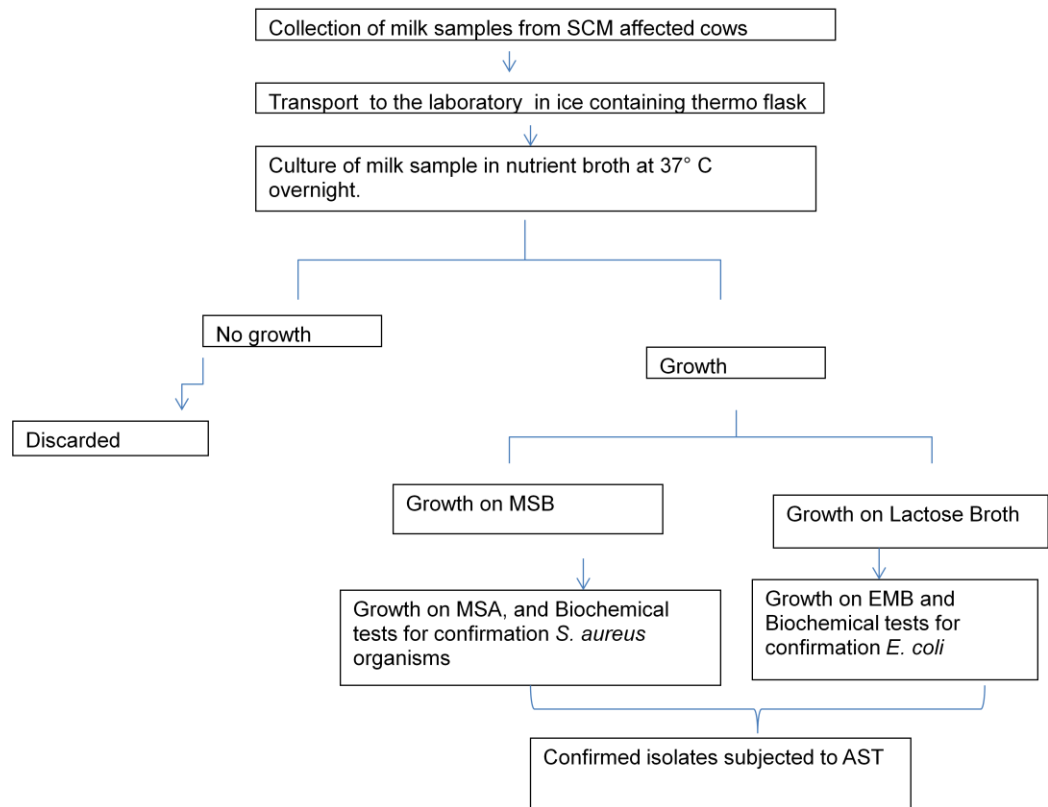 Collection of milk samples from SCM affected cows
Transport to the laboratory in ice containing thermo flask
Culture of milk sample in nutrient broth at 37° C
overnight.
No growth
Growth
Discarded
Growth on MSB
Growth on Lactose Broth
Growth on MSA, and Biochemical
tests for confirmation S. aureus
organisms
Growth on EMB and
Biochemical tests for
confirmation E. coli
Confirmed isolates subjected to AST